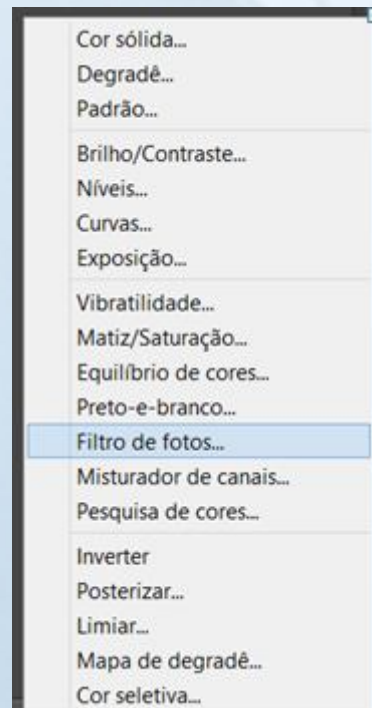 Cor sólida...
Degradê...
Padrão...
Brilho/Contraste...
Níveis...
Curvas...
Exposição...
Vibratilidade...
Matiz/Saturação...
Equilíbrio de cores...
Preto-e-branco...
Filtro de fotos...
Misturador de canais...
Pesquisa de cores...
Inverter
Posterizar...
Limiar...
Mapa de degradê...
Cor seletiva...